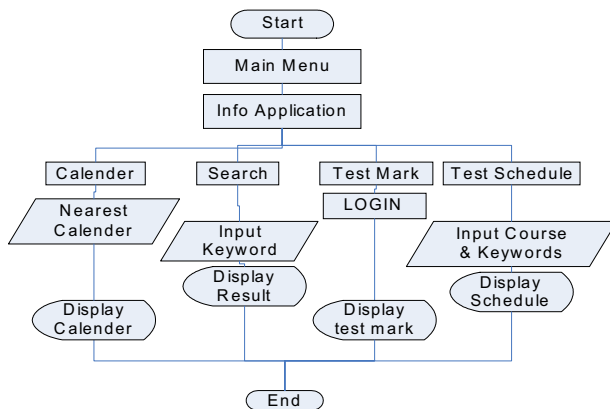 Start
Main Menu
Info Application
Calender
Search
Test Mark
Test Schedule
Nearest
Calender
Input
Keyword
LOGIN
Input Course
& Keywords
Display
Calender
Display
Result
Display
test mark
Display
Schedule
End